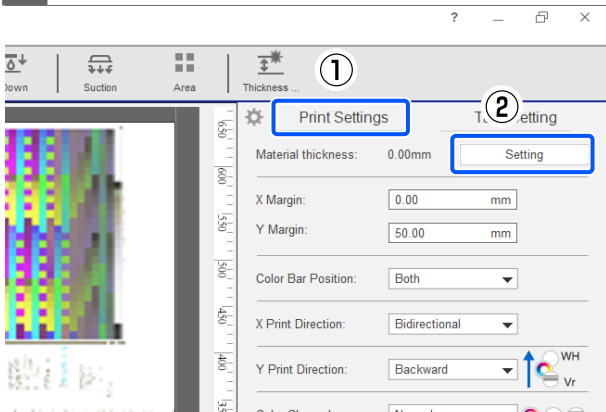 ?
Down Suction Area Thickness ...
①
Print Settings
②
Material thickness: 0.00mm Setting
X Margin: 0.00 mm
Y Margin: 50.00 mm
Color Bar Position: Both
X Print Direction: Bidirectional
Y Print Direction: Backward
WH
Vr
650
600
550
500
450
400